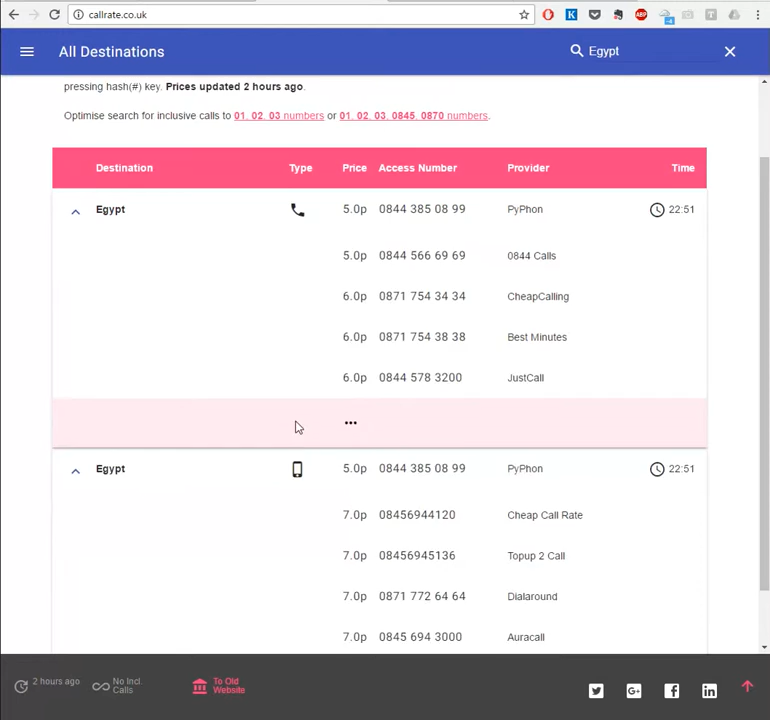 callrate.co.uk
All Destinations
Egypt
pressing hash(#) key. Prices updated 2 hours ago.
Optimise search for inclusive calls to 01, 02, 03 numbers or 01, 02, 03, 0845, 0870 numbers.
Destination Type Price Access Number Provider Time
Egypt 5.0p 0844 385 08 99 PyPhon 22:51
5.0p 0844 566 69 69 0844 Calls
6.0p 0871 754 34 34 CheapCalling
6.0p 0871 754 38 38 Best Minutes
6.0p 0844 578 3200 JustCall
...
Egypt 5.0p 0844 385 08 99 PyPhon 22:51
7.0p 08456944120 Cheap Call Rate
7.0p 08456945136 Topup 2 Call
7.0p 0871 772 64 64 Dialaround
7.0p 0845 694 3000 Auracall
2 hours ago
No Incl.
Calls
To Old
Website